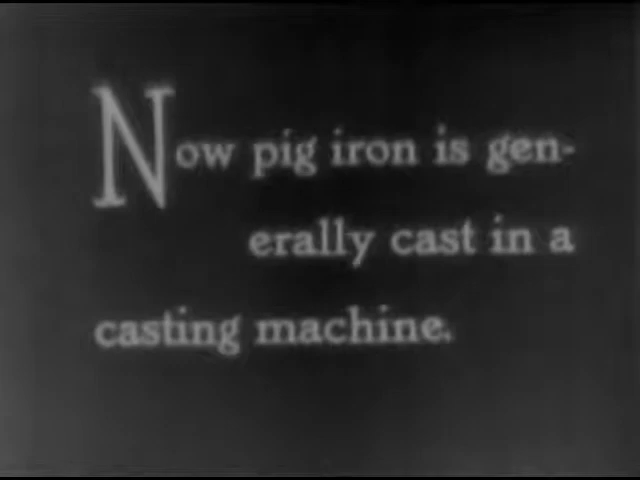 Now pig iron is gen-
erally cast in a
casting machine.